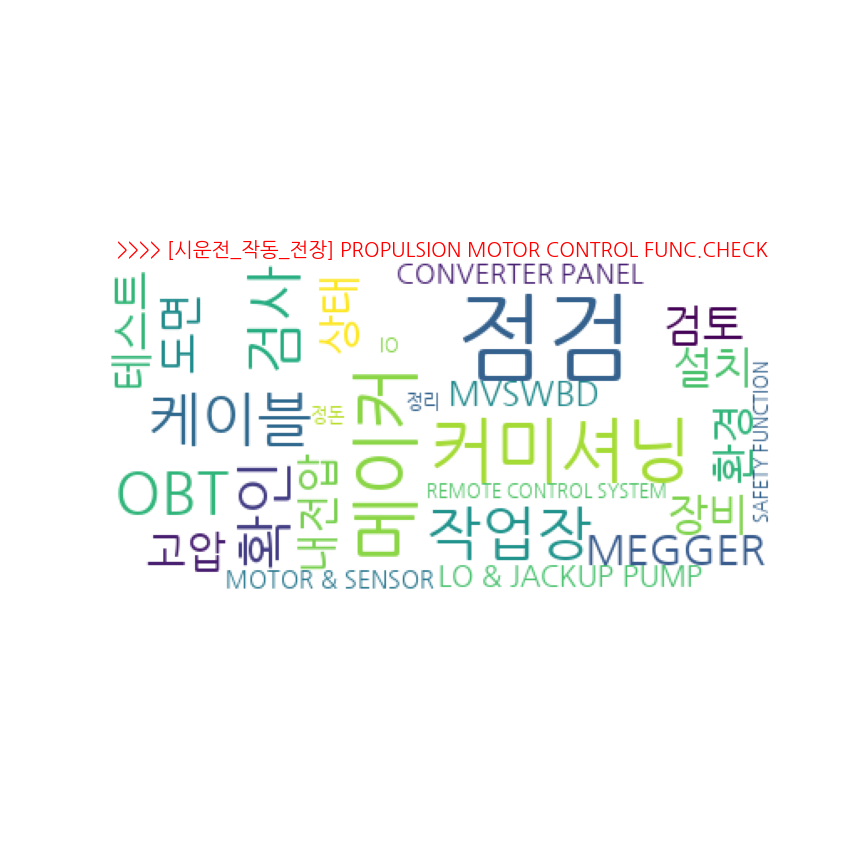 >>>> [시운전_작동_전장] PROPULSION MOTOR CONTROL FUNC.CHECK
CONVERTER PANEL
테스트
도면
검사
상태
IO
점검
검토
설치
케이블
정돈
메이커
정리
MVSWBD
커미셔닝
환경
SAFETY FUNCTION
OBT
확인
내전압
REMOTE CONTROL SYSTEM
장비
고압
작업장
MEGGER
MOTOR & SENSOR
LO & JACKUP PUMP